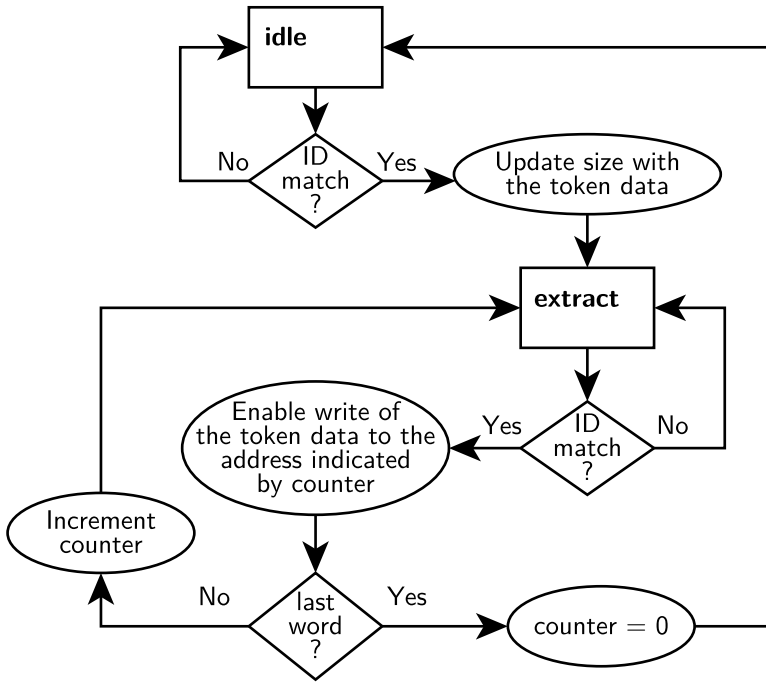 idle
No
ID
match
?
Yes
Update size with
the token data
extract
Enable write of
the token data to the
address indicated
by counter
Yes
ID
match
?
No
Increment
counter
No
last
word
?
Yes
counter = 0